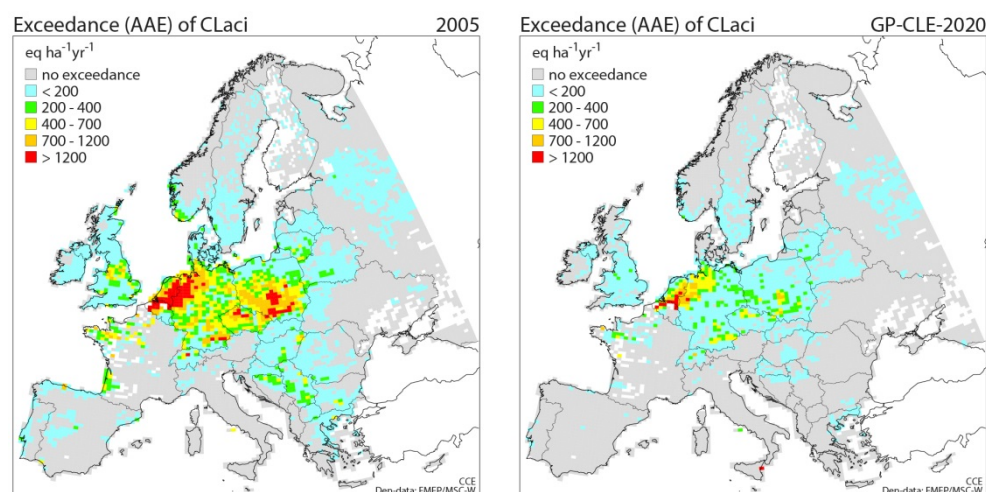 Exceedance (AAE) of CLaci 2005
eq ha⁻¹yr⁻¹
no exceedance
< 200
200 - 400
400 - 700
700 - 1200
> 1200
CCE
Dep-data: EMEP/MSC-W
Exceedance (AAE) of CLaci GP-CLE-2020
eq ha⁻¹yr⁻¹
no exceedance
< 200
200 - 400
400 - 700
700 - 1200
> 1200
CCE
Dep-data: EMEP/MSC-W